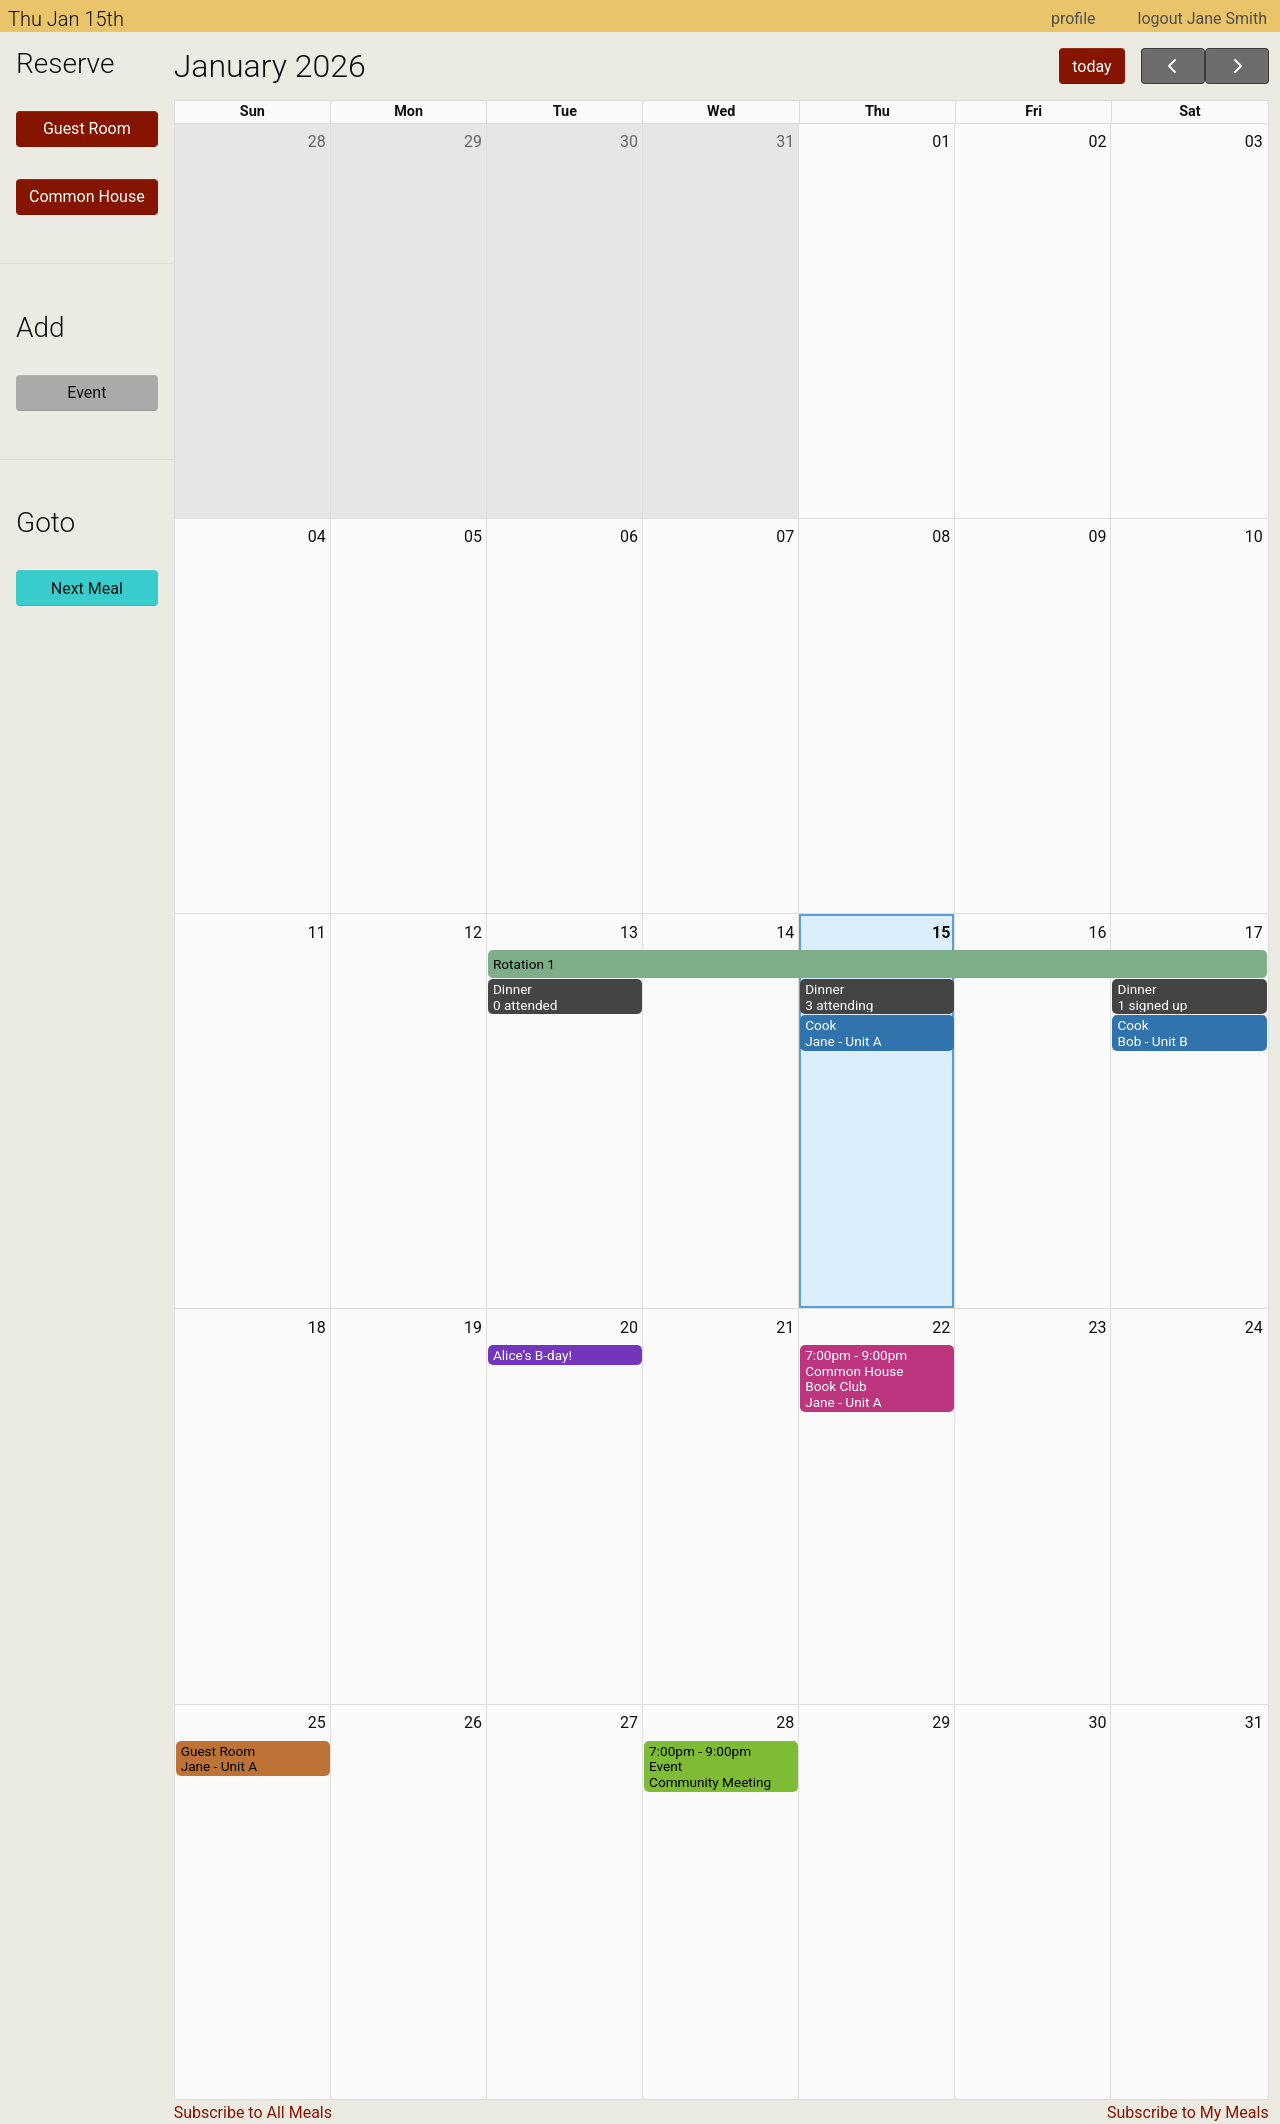 Thu Jan 15th
profile
logout Jane Smith
Reserve
Guest Room
Common House
Add
Event
Goto
Next Meal
January 2026
today
Sun Mon Tue Wed Thu Fri Sat
28 29 30 31 01 02 03
04 05 06 07 08 09 10
11 12 13 14 15 16 17
Rotation 1
Dinner
0 attended
Dinner
3 attending
Cook
Jane - Unit A
Dinner
1 signed up
Cook
Bob - Unit B
18 19 20 21 22 23 24
Alice's B-day!
7:00pm - 9:00pm
Common House
Book Club
Jane - Unit A
25 26 27 28 29 30 31
Guest Room
Jane - Unit A
7:00pm - 9:00pm
Event
Community Meeting
Subscribe to All Meals
Subscribe to My Meals